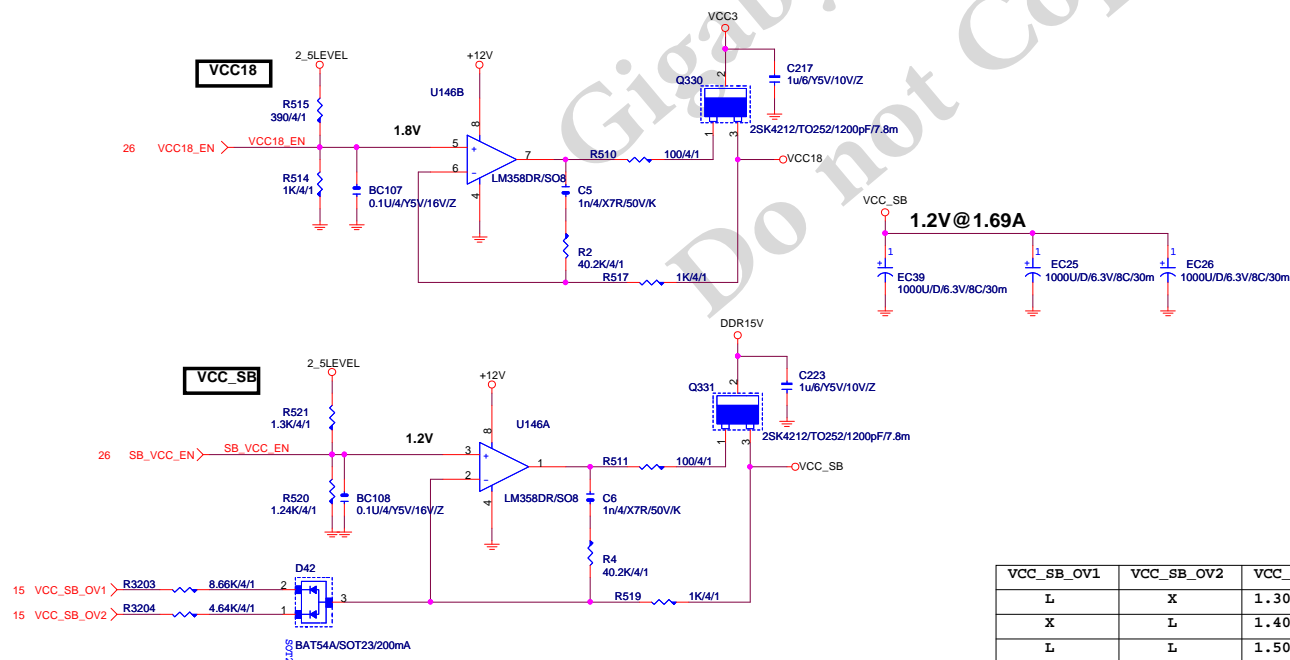 Gigaby
Do not Cop
VCC18
2_5LEVEL
R515
390/4/1
26 VCC18_EN
VCC18_EN
R514
1K/4/1
BC107
0.1U/4/Y5V/16V/Z
1.8V
+12V
U146B
8
5
6
+
-
7
4
LM358DR/SO8
C5
1n/4/X7R/50V/K
R2
40.2K/4/1
R510
100/4/1
R517
1K/4/1
VCC3
C217
1u/6/Y5V/10V/Z
Q330
2
1
3
2SK4212/TO252/1200pF/7.8m
VCC18
VCC_SB
1.2V@1.69A
1
+
EC39
1000U/D/6.3V/8C/30m
1
+
EC25
1000U/D/6.3V/8C/30m
1
+
EC26
1000U/D/6.3V/8C/30m
VCC_SB
2_5LEVEL
R521
1.3K/4/1
26 SB_VCC_EN
SB_VCC_EN
R520
1.24K/4/1
BC108
0.1U/4/Y5V/16V/Z
1.2V
+12V
U146A
8
3
2
+
-
1
4
LM358DR/SO8
C6
1n/4/X7R/50V/K
R4
40.2K/4/1
R511
100/4/1
R519
1K/4/1
DDR15V
C223
1u/6/Y5V/10V/Z
Q331
2
1
3
2SK4212/TO252/1200pF/7.8m
VCC_SB
D42
15 VCC_SB_OV1
R3203
8.66K/4/1
2
15 VCC_SB_OV2
R3204
4.64K/4/1
1
3
BAT54A/SOT23/200mA
VCC_SB_OV1 VCC_SB_OV2 VCC_
L X 1.30
X L 1.40
L L 1.50